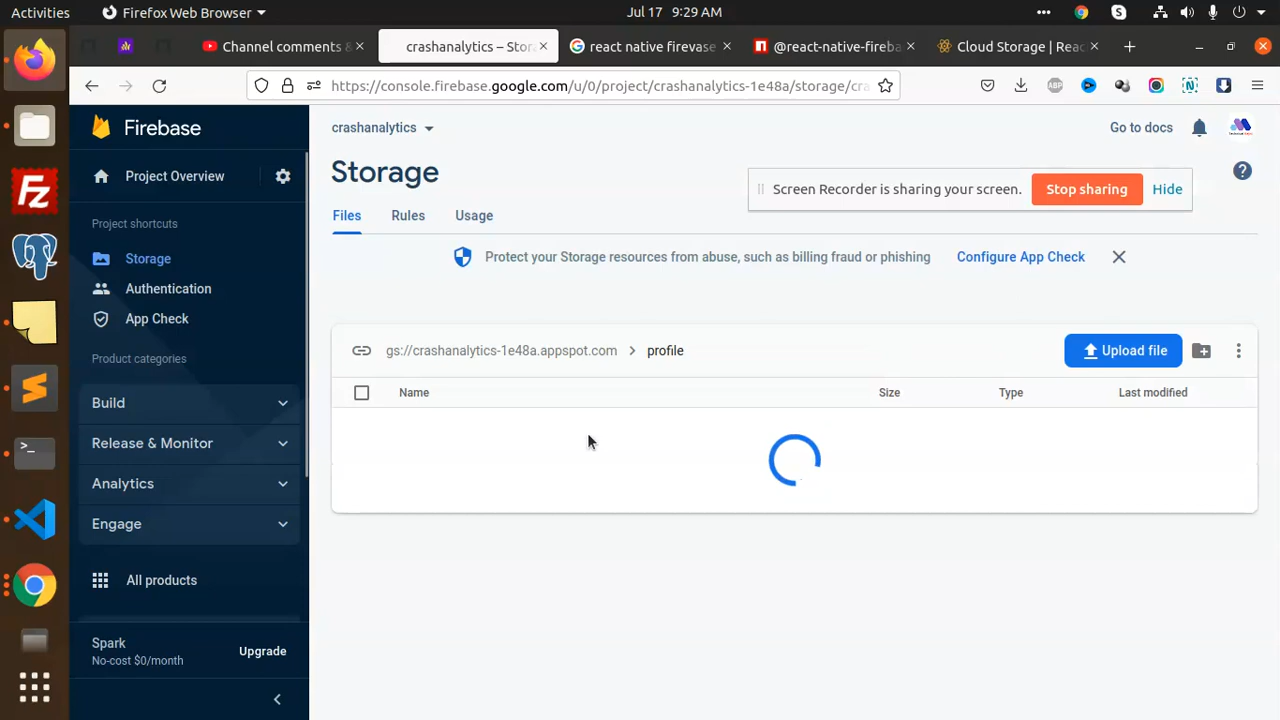 Activities
Firefox Web Browser
Jul 17 9:29 AM
Channel comments &
crashanalytics – Stor
react native firevase
@react-native-fireba
Cloud Storage | Reac
https://console.firebase.google.com/u/0/project/crashanalytics-1e48a/storage/cra
Firebase
crashanalytics
Go to docs
Project Overview
Storage
Screen Recorder is sharing your screen.
Stop sharing
Hide
Files
Rules
Usage
Project shortcuts
Storage
Authentication
App Check
Protect your Storage resources from abuse, such as billing fraud or phishing
Configure App Check
Product categories
Build
Release & Monitor
Analytics
Engage
All products
gs://crashanalytics-1e48a.appspot.com
profile
Upload file
Name
Size
Type
Last modified
Spark
No-cost $0/month
Upgrade